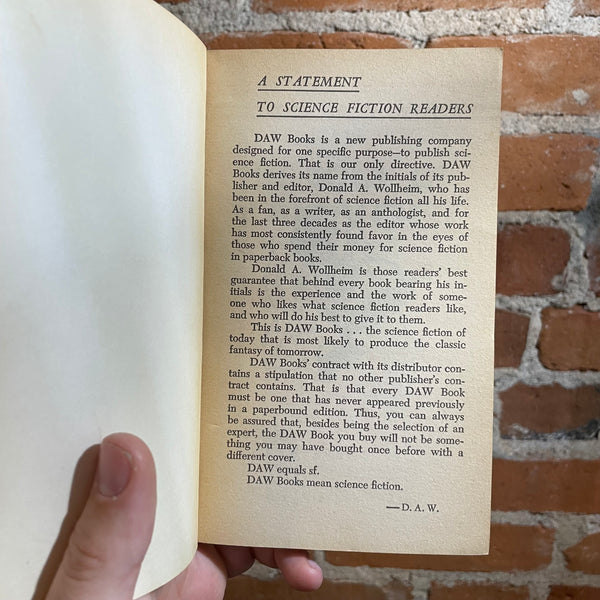 A STATEMENT
TO SCIENCE FICTION READERS
DAW Books is a new publishing company
designed for one specific purpose—to publish sci-
ence fiction. That is our only directive. DAW
Books derives its name from the initials of its pub-
lisher and editor, Donald A. Wollheim, who has
been in the forefront of science fiction all his life.
As a fan, as a writer, as an anthologist, and for
the last three decades as the editor whose work
has most consistently found favor in the eyes of
those who spend their money for science fiction
in paperback books.
Donald A. Wollheim is those readers' best
guarantee that behind every book bearing his in-
itials is the experience and the work of some-
one who likes what science fiction readers like,
and who will do his best to give it to them.
This is DAW Books . . . the science fiction of
today that is most likely to produce the classic
fantasy of tomorrow.
DAW Books' contract with its distributor con-
tains a stipulation that no other publisher's con-
tract contains. That is that every DAW Book
must be one that has never appeared previously
in a paperbound edition. Thus, you can always
be assured that, besides being the selection of an
expert, the DAW Book you buy will not be some-
thing you may have bought once before with a
different cover.
DAW equals sf.
DAW Books mean science fiction.
—D. A. W.